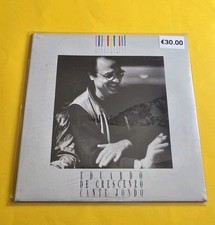 €30.00
EDUARDO
DE CRESCENZO
CANTE JONDO